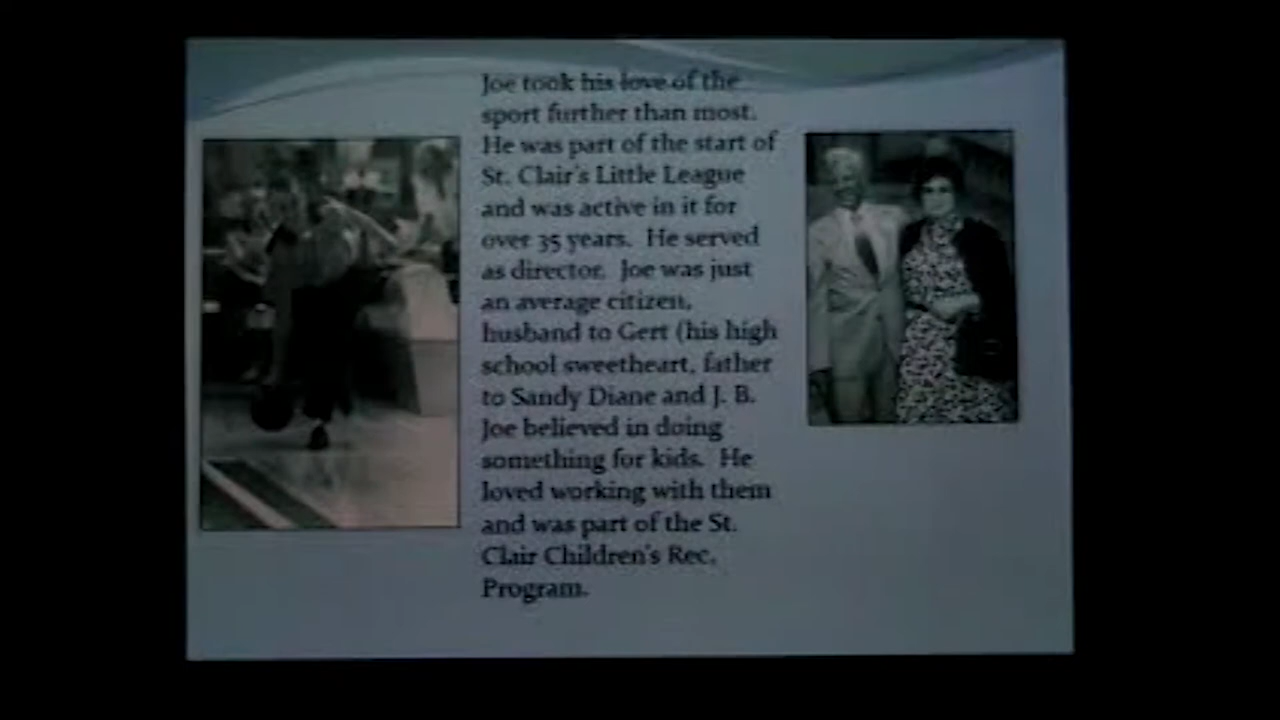 Joe took his love of the
sport further than most.
He was part of the start of
St. Clair's Little League
and was active in it for
over 35 years. He served
as director. Joe was just
an average citizen,
husband to Gert (his high
school sweetheart, father
to Sandy Diane and J. B.
Joe believed in doing
something for kids. He
loved working with them
and was part of the St.
Clair Children's Rec.
Program.